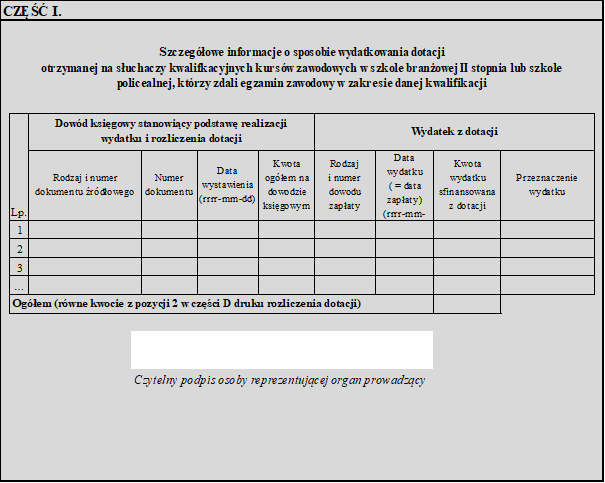 CZĘŚĆ I.
Szczegółowe informacje o sposobie wydatkowania dotacji
otrzymanej na słuchaczy kwalifkacyjnych kursów zawodowych w szkole branżowej II stopnia lub szkole
policealnej, którzy zdali egzamin zawodowy w zakresie danej kwalifikacji
Dowód księgowy stanowiący podstawę realizacji
wydatku i rozliczenia dotacji
Wydatek z dotacji
Lp.
Rodzaj i numer
dokumentu źródłowego
Numer
dokumentu
Data
wystawienia
(rrrr-mm-dd)
Kwota
ogółem na
dowodzie
księgowym
Rodzaj
i numer
dowodu
zapłaty
Data
wydatku
( = data
zapłaty)
(rrrr-mm-
Kwota
wydatku
sfinansowana
z dotacji
Przeznaczenie
wydatku
1
2
3
...
Ogółem (równe kwocie z pozycji 2 w części D druku rozliczenia dotacji)
Czytelny podpis osoby reprezentującej organ prowadzący